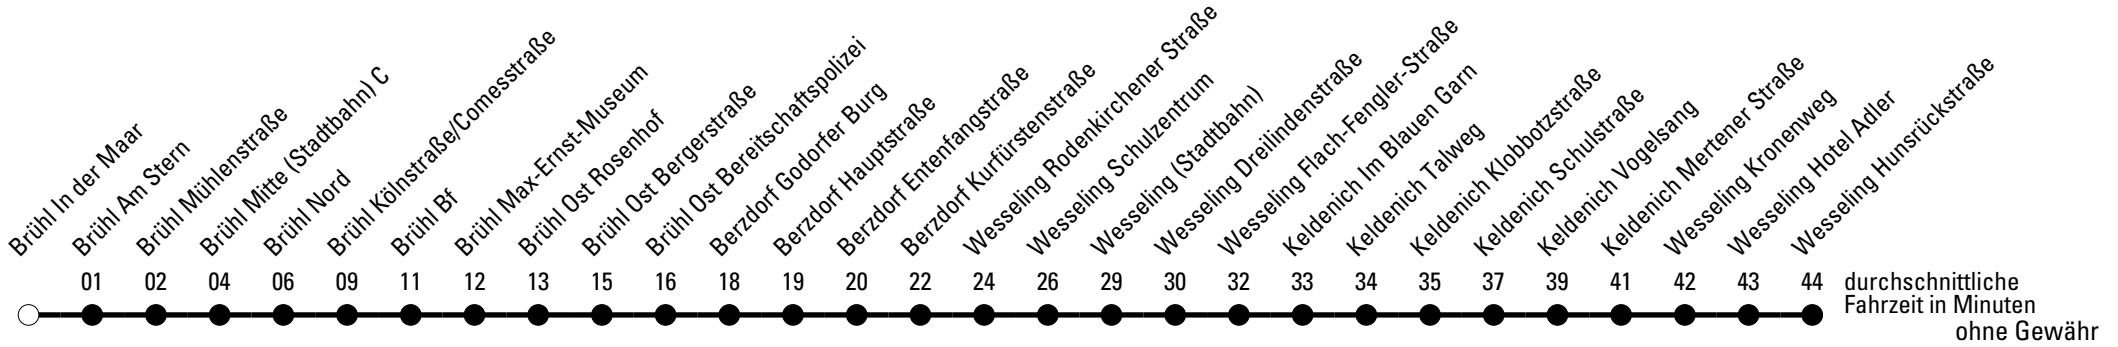 Brühl In der Maar
Brühl Am Stern
Brühl Mühlenstraße
Brühl Mitte (Stadtbahn) C
Brühl Nord
Brühl Kölnstraße/Comesstraße
Brühl Bf
Brühl Max-Ernst-Museum
Brühl Ost Rosenhof
Brühl Ost Bergerstraße
Brühl Ost Bereitschaftspolizei
Berzdorf Godorfer Burg
Berzdorf Hauptstraße
Berzdorf Entenfangstraße
Berzdorf Kurfürstenstraße
Wesseling Rodenkirchener Straße
Wesseling Schulzentrum
Wesseling (Stadtbahn)
Wesseling Dreilindenstraße
Wesseling Flach-Fengler-Straße
Keldenich Im Blauen Garn
Keldenich Talweg
Keldenich Klobbotzstraße
Keldenich Schulstraße
Keldenich Vogelsang
Keldenich Mertener Straße
Wesseling Kronenweg
Wesseling Hotel Adler
Wesseling Hunsrückstraße
01 02 04 06 09 11 12 13 15 16 18 19 20 22 24 26 29 30 32 33 34 35 37 39 41 42 43 44 durchschnittliche
Fahrzeit in Minuten
ohne Gewähr